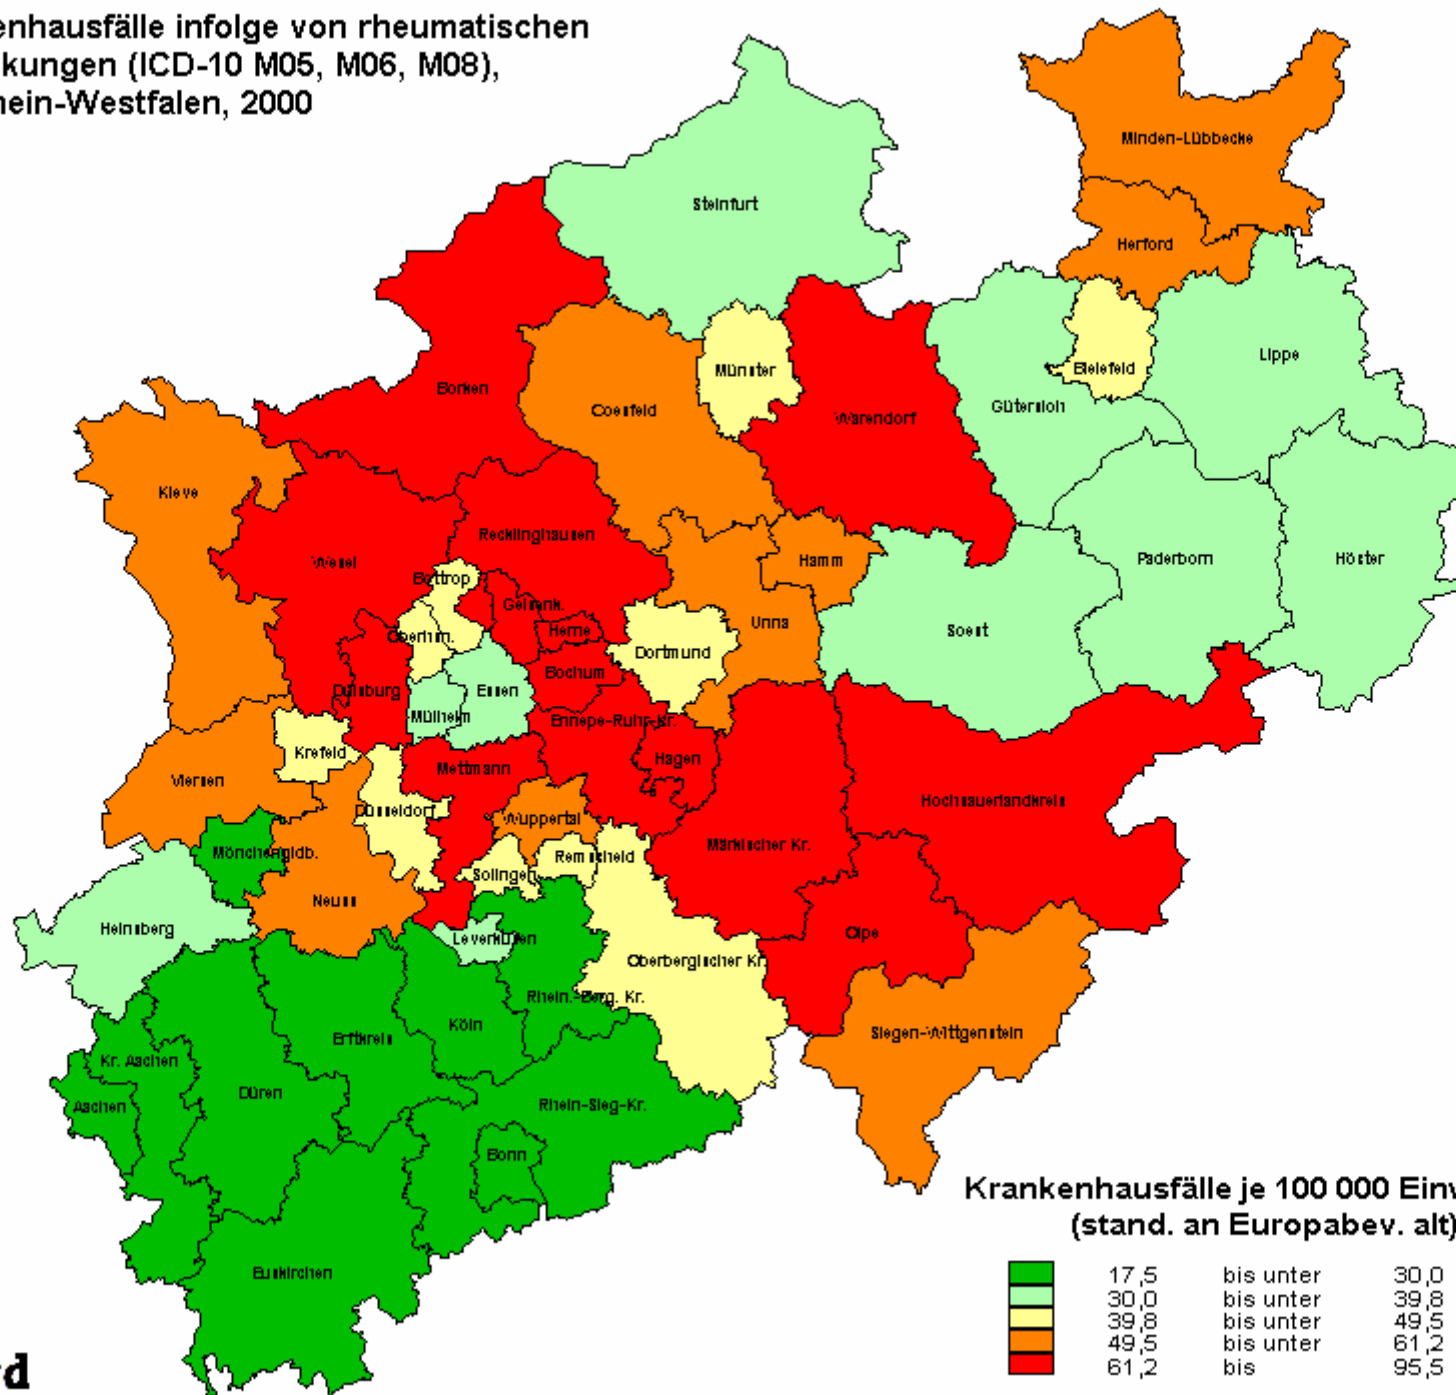 enhausfälle infolge von rheumatischen
kungen (ICD-10 M05, M06, M08),
hein-Westfalen, 2000
Minden-Lübbecke
Steinfurt
Herford
Lippe
Bielefeld
Münster
Borken
Coesfeld
Warendorf
Gütersloh
Kleve
Recklinghausen
Wesel
Hamm
Paderborn
Höxter
Bottrop
Gelsenk.
Oberhsn.
Herne
Unna
Soest
Dortmund
Bochum
Duisburg
Essen
Mülheim
Ennepe-Ruhr-Kr.
Krefeld
Hagen
Mettmann
Viersen
Hochsauerlandkreis
Düsseldorf
Wuppertal
Märkischer Kr.
Mönchengldb.
Remscheid
Solingen
Neuss
Heinsberg
Leverkusen
Olpe
Oberbergischer Kr.
Rhein.-Berg. Kr.
Köln
Erftkreis
Siegen-Wittgenstein
Kr. Aachen
Düren
Aachen
Rhein-Sieg-Kr.
Bonn
Euskirchen
Krankenhausfälle je 100 000 Einw
(stand. an Europabev. alt)
17,5 bis unter 30,0
30,0 bis unter 39,8
39,8 bis unter 49,5
49,5 bis unter 61,2
61,2 bis 95,5
d